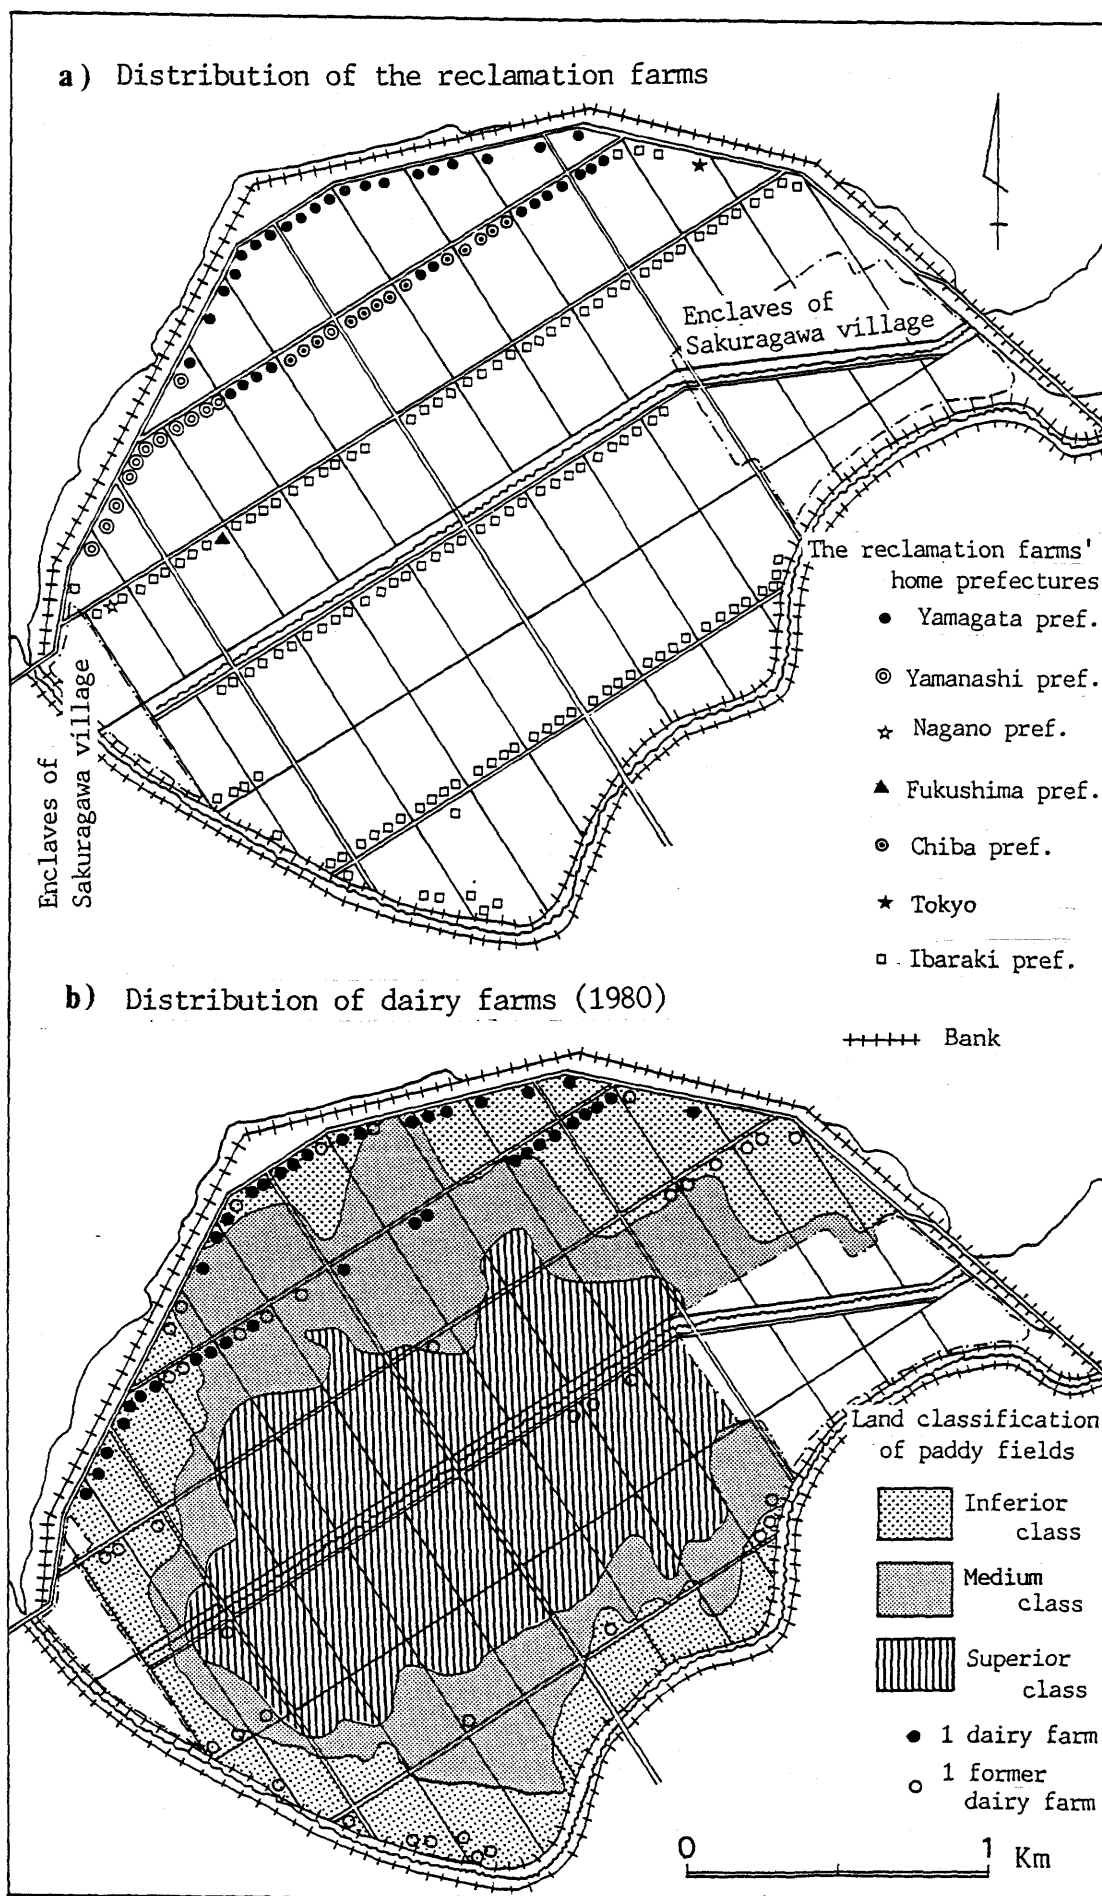 a) Distribution of the reclamation farms
Enclaves of
Sakuragawa village
The reclamation farms'
home prefectures
Yamagata pref.
Yamanashi pref.
Nagano pref.
Fukushima pref.
Chiba pref.
Tokyo
Ibaraki pref.
Enclaves of
Sakuragawa village
b) Distribution of dairy farms (1980)
Bank
Land classification
of paddy fields
Inferior
class
Medium
class
Superior
class
1 dairy farm
1 former
dairy farm
0 1 Km